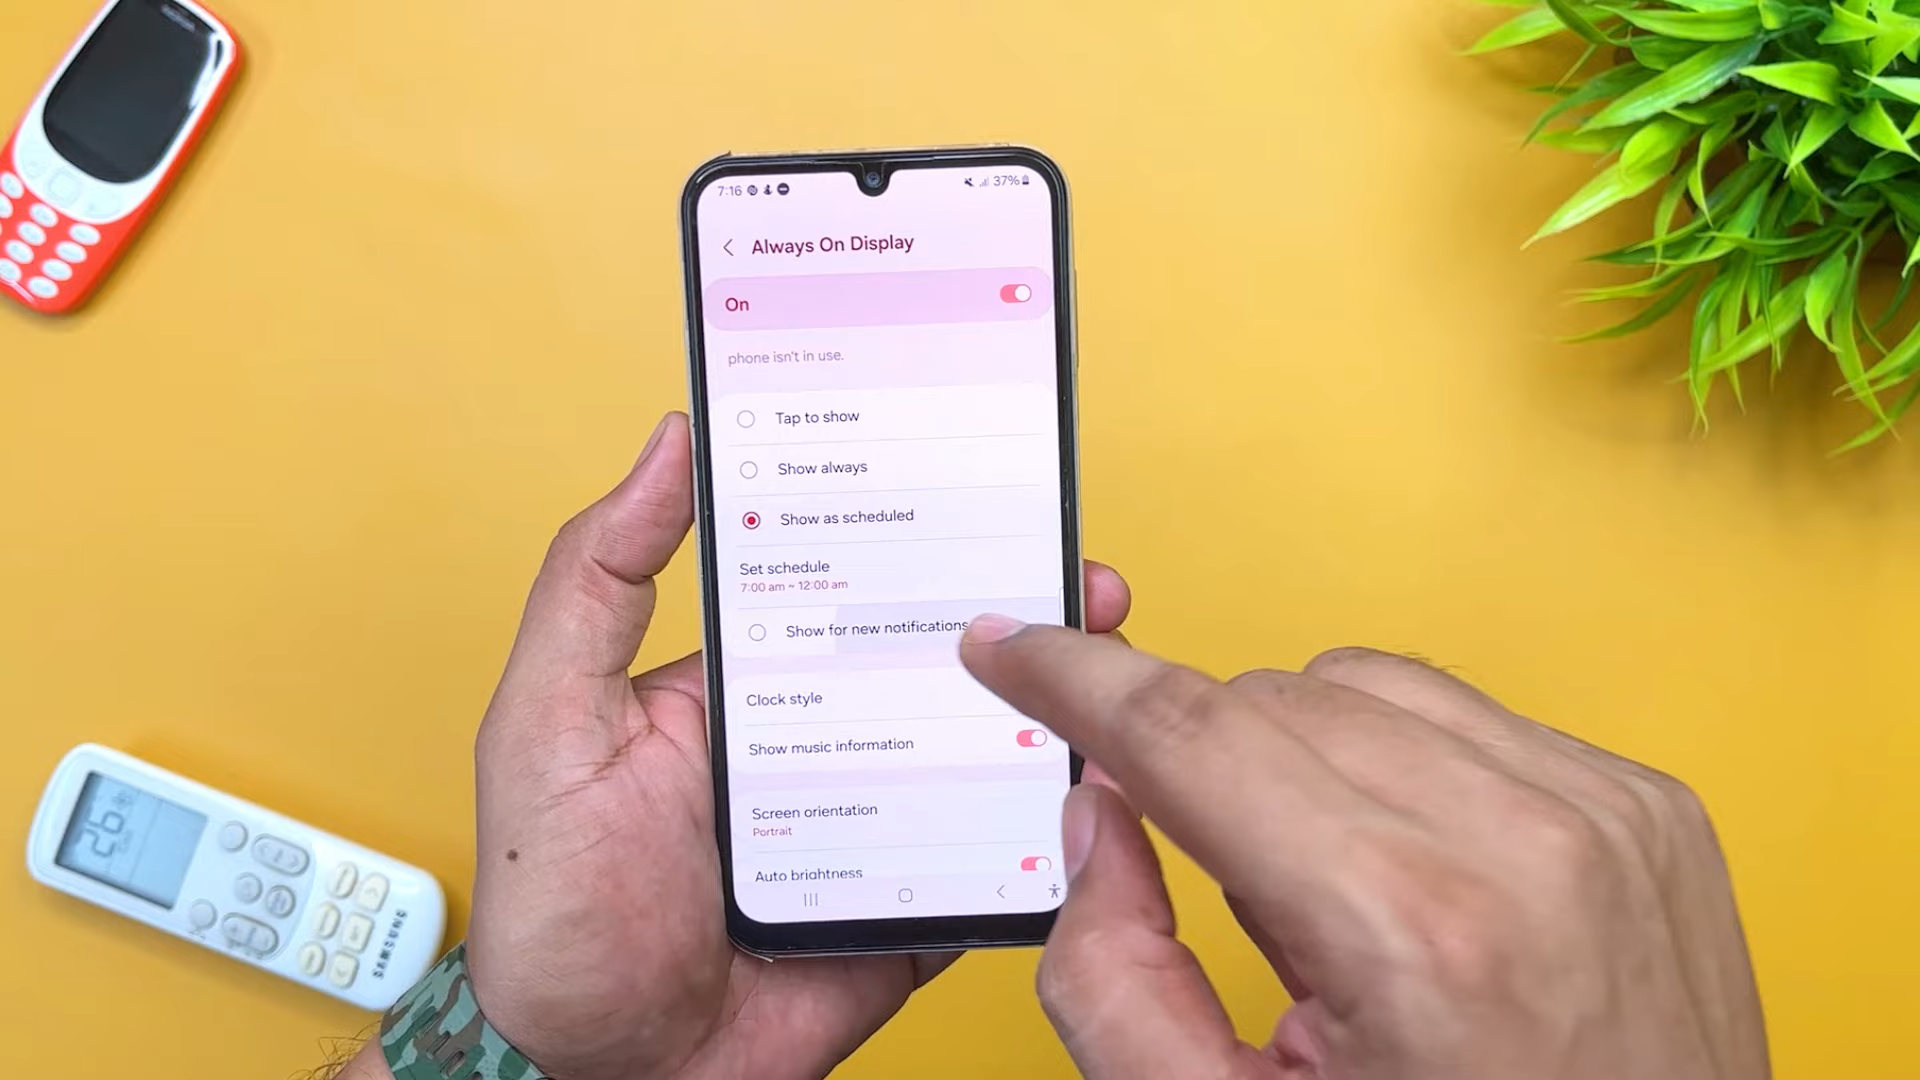 NOKIA
7:16
37%
Always On Display
On
phone isn't in use.
Tap to show
Show always
Show as scheduled
Set schedule
7:00 am ~ 12:00 am
Show for new notifications
Clock style
Show music information
Screen orientation
Portrait
Auto brightness
26
SAMSUNG